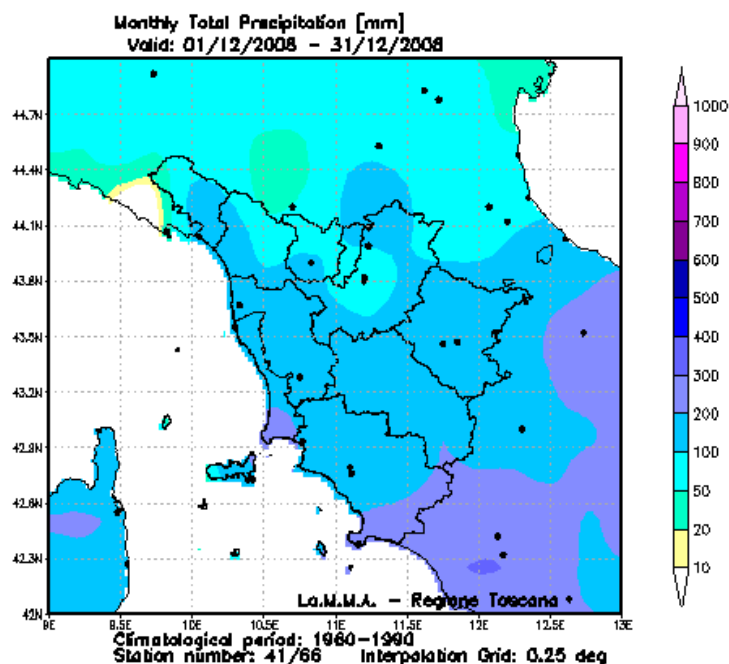 Monthly Total Precipitation [mm]
Valid: 01/12/2008 – 31/12/2008
1000
900
800
700
600
500
400
300
200
100
50
20
10
44.7N
44.4N
44.1N
43.8N
43.5N
43.2N
42.9N
42.6N
42.3N
42N
9E 9.5E 10E 10.5E 11E 11.5E 12E 12.5E 13E
La.M.M.A. – Regione Toscana
Climatological period: 1960–1990
Station number: 41/66 Interpolation Grid: 0.25 deg